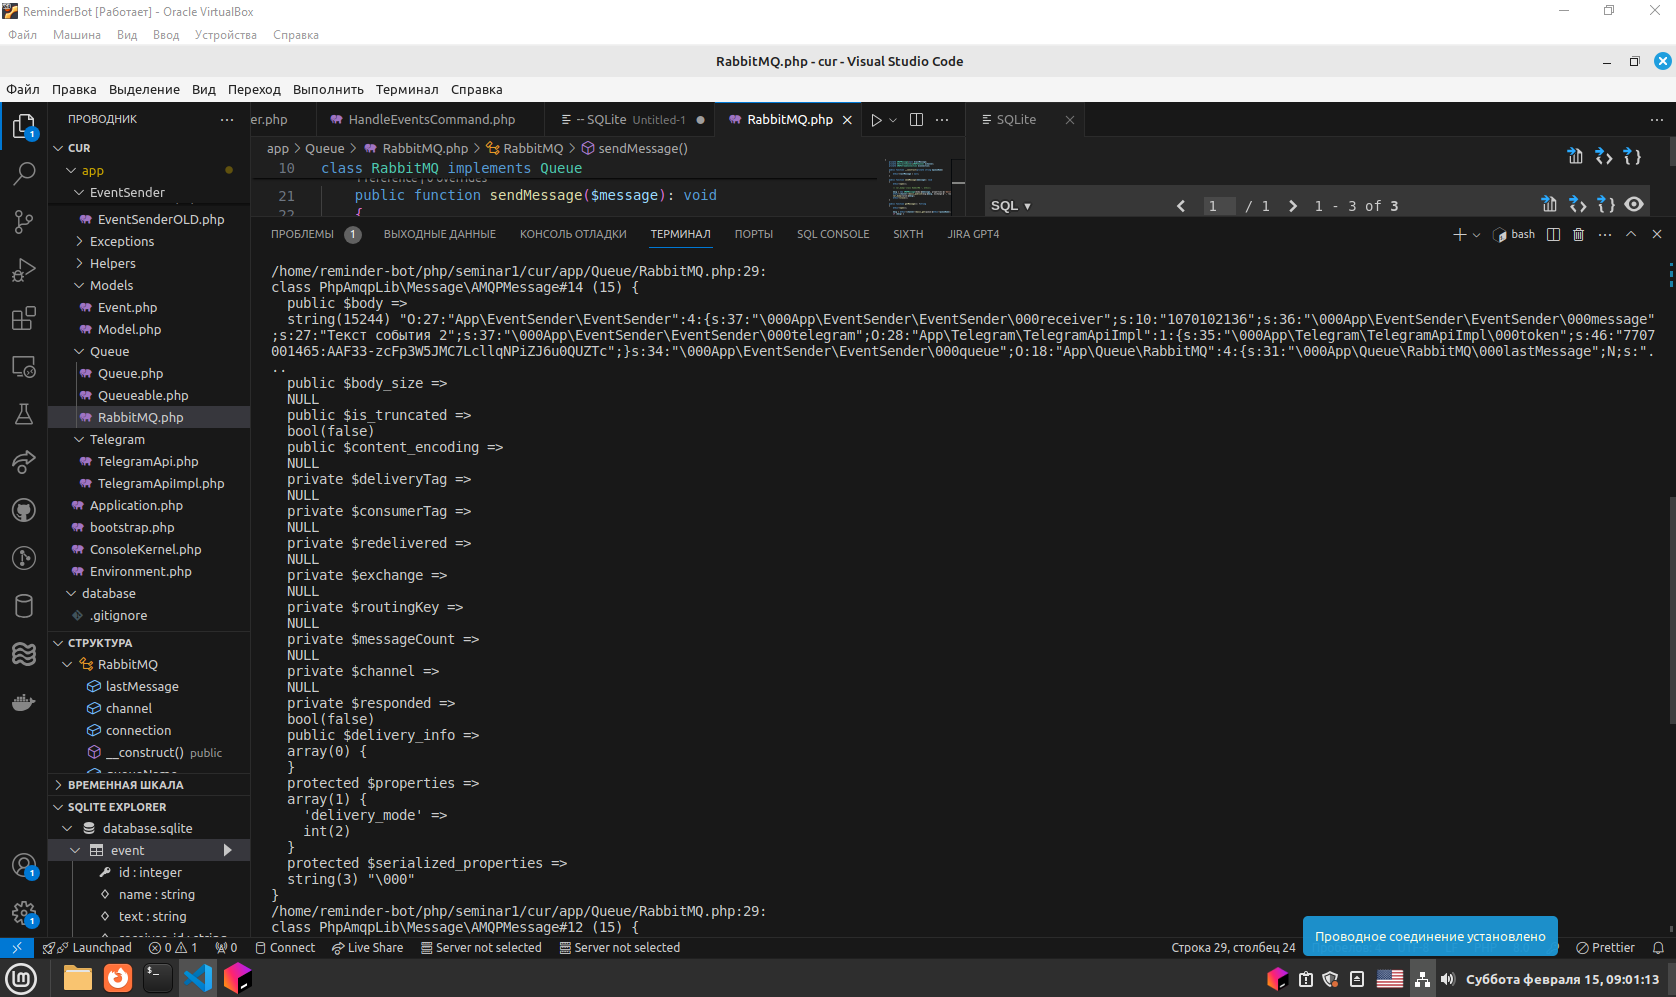 ReminderBot [Работает] - Oracle VirtualBox
Файл Машина Вид Ввод Устройства Справка
RabbitMQ.php - cur - Visual Studio Code
Файл Правка Выделение Вид Переход Выполнить Терминал Справка
ПРОВОДНИК
er.php HandleEventsCommand.php -- SQLite Untitled-1 RabbitMQ.php SQLite
CUR
app > Queue > RabbitMQ.php > RabbitMQ > sendMessage()
10 class RabbitMQ implements Queue
21 public function sendMessage($message): void
22 {
SQL 1 / 1 1 - 3 of 3
app
EventSender
EventSenderOLD.php
Exceptions
Helpers
Models
Event.php
Model.php
Queue
Queue.php
Queueable.php
RabbitMQ.php
Telegram
TelegramApi.php
TelegramApiImpl.php
Application.php
bootstrap.php
ConsoleKernel.php
Environment.php
database
.gitignore
СТРУКТУРА
RabbitMQ
lastMessage
channel
connection
__construct() public
ВРЕМЕННАЯ ШКАЛА
SQLITE EXPLORER
database.sqlite
event
id : integer
name : string
text : string
ПРОБЛЕМЫ 1 ВЫХОДНЫЕ ДАННЫЕ КОНСОЛЬ ОТЛАДКИ ТЕРМИНАЛ ПОРТЫ SQL CONSOLE SIXTH JIRA GPT4 bash
/home/reminder-bot/php/seminar1/cur/app/Queue/RabbitMQ.php:29:
class PhpAmqpLib\Message\AMQPMessage#14 (15) {
public $body =>
string(15244) "O:27:"App\EventSender\EventSender":4:{s:37:"\000App\EventSender\EventSender\000receiver";s:10:"1070102136";s:36:"\000App\EventSender\EventSender\000message"
;s:27:"Текст события 2";s:37:"\000App\EventSender\EventSender\000telegram";O:28:"App\Telegram\TelegramApiImpl":1:{s:35:"\000App\Telegram\TelegramApiImpl\000token";s:46:"7707
001465:AAF33-zcFp3W5JMC7LcllqNPiZJ6u0QUZTc";}s:34:"\000App\EventSender\EventSender\000queue";O:18:"App\Queue\RabbitMQ":4:{s:31:"\000App\Queue\RabbitMQ\000lastMessage";N;s:".
..
public $body_size =>
NULL
public $is_truncated =>
bool(false)
public $content_encoding =>
NULL
private $deliveryTag =>
NULL
private $consumerTag =>
NULL
private $redelivered =>
NULL
private $exchange =>
NULL
private $routingKey =>
NULL
private $messageCount =>
NULL
private $channel =>
NULL
private $responded =>
bool(false)
public $delivery_info =>
array(0) {
}
protected $properties =>
array(1) {
'delivery_mode' =>
int(2)
}
protected $serialized_properties =>
string(3) "\000"
}
/home/reminder-bot/php/seminar1/cur/app/Queue/RabbitMQ.php:29:
class PhpAmqpLib\Message\AMQPMessage#12 (15) {
Проводное соединение установлено
Launchpad 0 1 0 Connect Live Share Server not selected Server not selected Строка 29, столбец 24 Prettier
Суббота февраля 15, 09:01:13